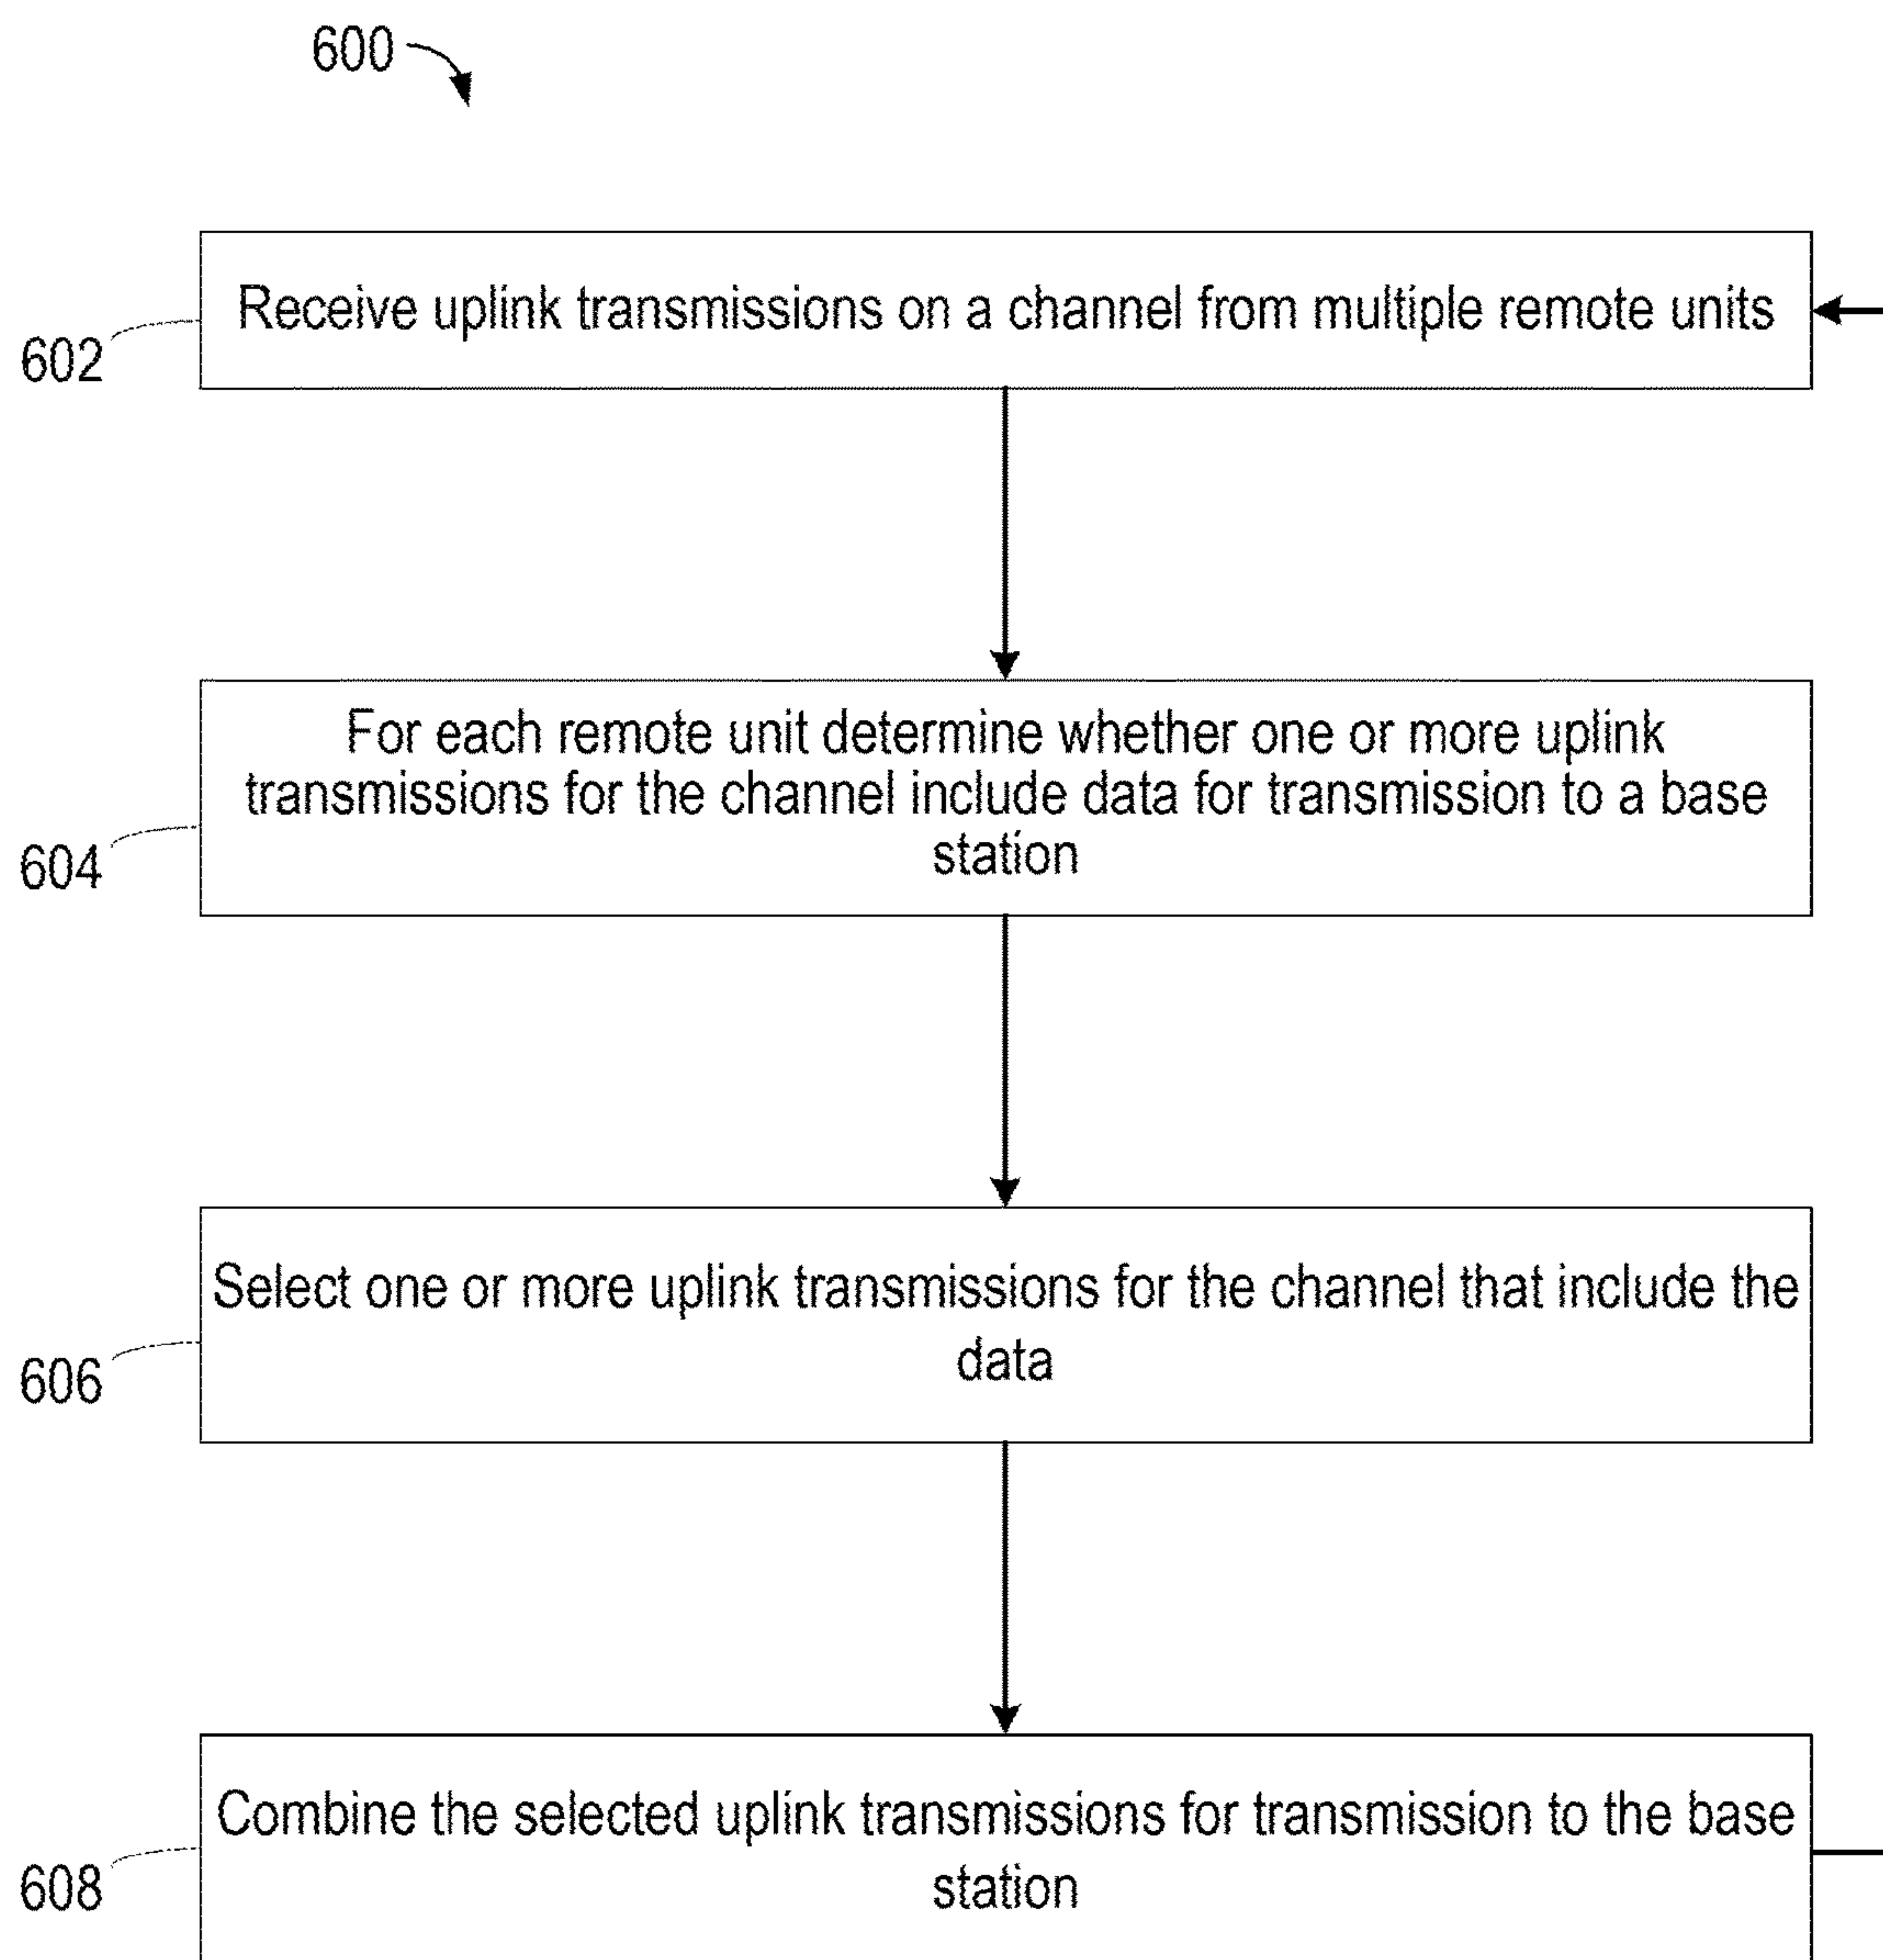 600
Receive uplink transmissions on a channel from multiple remote units
602
For each remote unit determine whether one or more uplink
transmissions for the channel include data for transmission to a base
station
604
Select one or more uplink transmissions for the channel that include the
data
606
Combine the selected uplink transmissions for transmission to the base
station
608